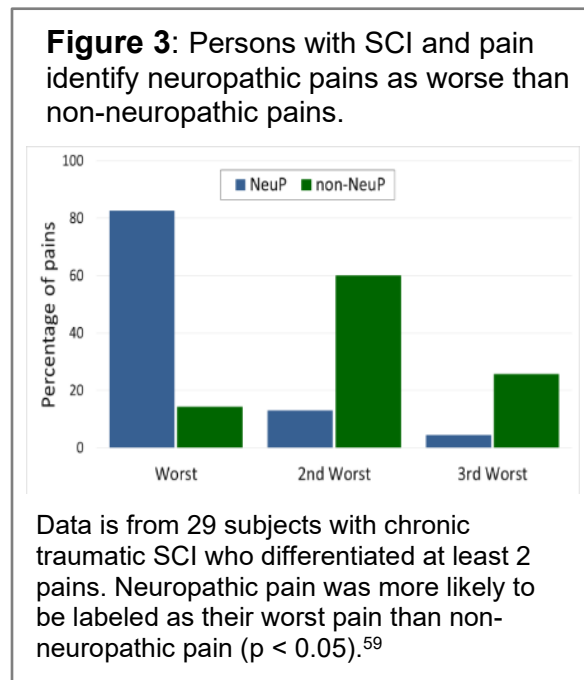 Figure 3: Persons with SCI and pain
identify neuropathic pains as worse than
non-neuropathic pains.
100
NeuP non-NeuP
80
60
40
20
0
Percentage of pains
Worst 2nd Worst 3rd Worst
Data is from 29 subjects with chronic
traumatic SCI who differentiated at least 2
pains. Neuropathic pain was more likely to
be labeled as their worst pain than non-
neuropathic pain (p < 0.05).⁵⁹